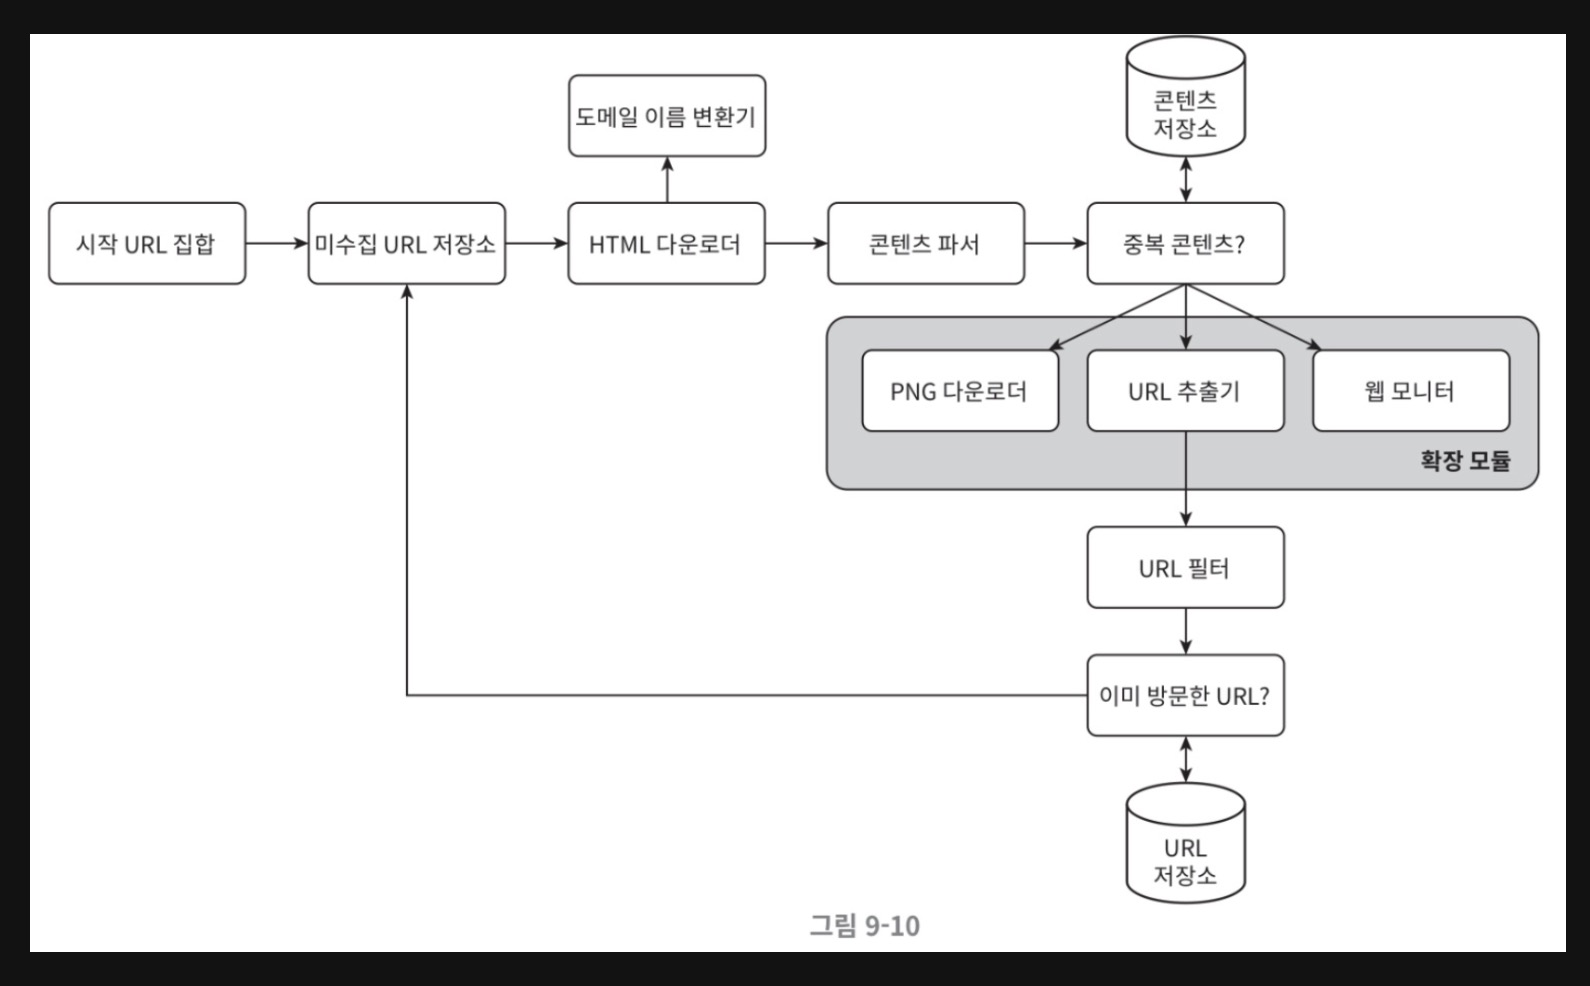 콘텐츠
저장소
도메일 이름 변환기
시작 URL 집합
미수집 URL 저장소
HTML 다운로더
콘텐츠 파서
중복 콘텐츠?
PNG 다운로더
URL 추출기
웹 모니터
확장 모듈
URL 필터
이미 방문한 URL?
URL
저장소
그림 9-10